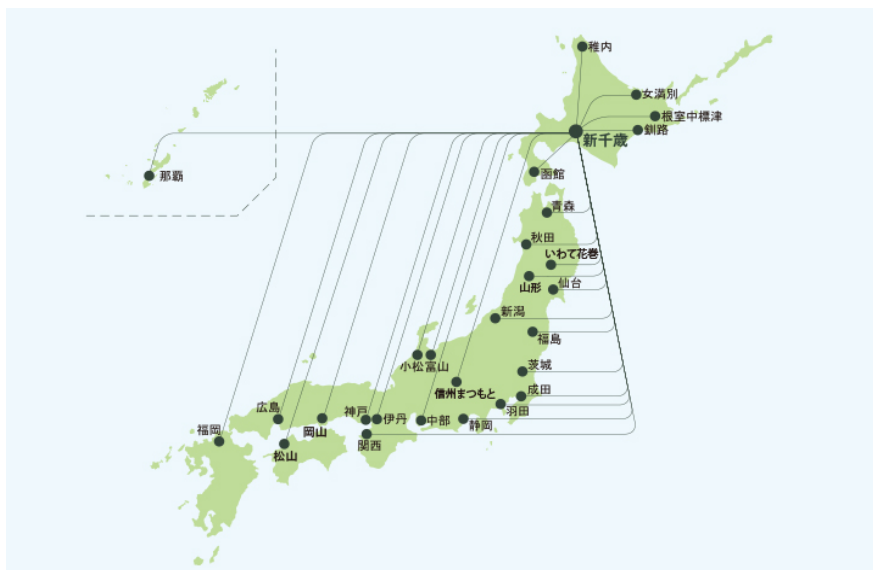 稚内
女満別
根室中標津
新千歳
釧路
那覇
函館
青森
秋田
いわて花巻
山形
仙台
新潟
福島
小松
富山
茨城
信州まつもと
成田
羽田
広島
神戸
伊丹
中部
静岡
福岡
岡山
関西
松山